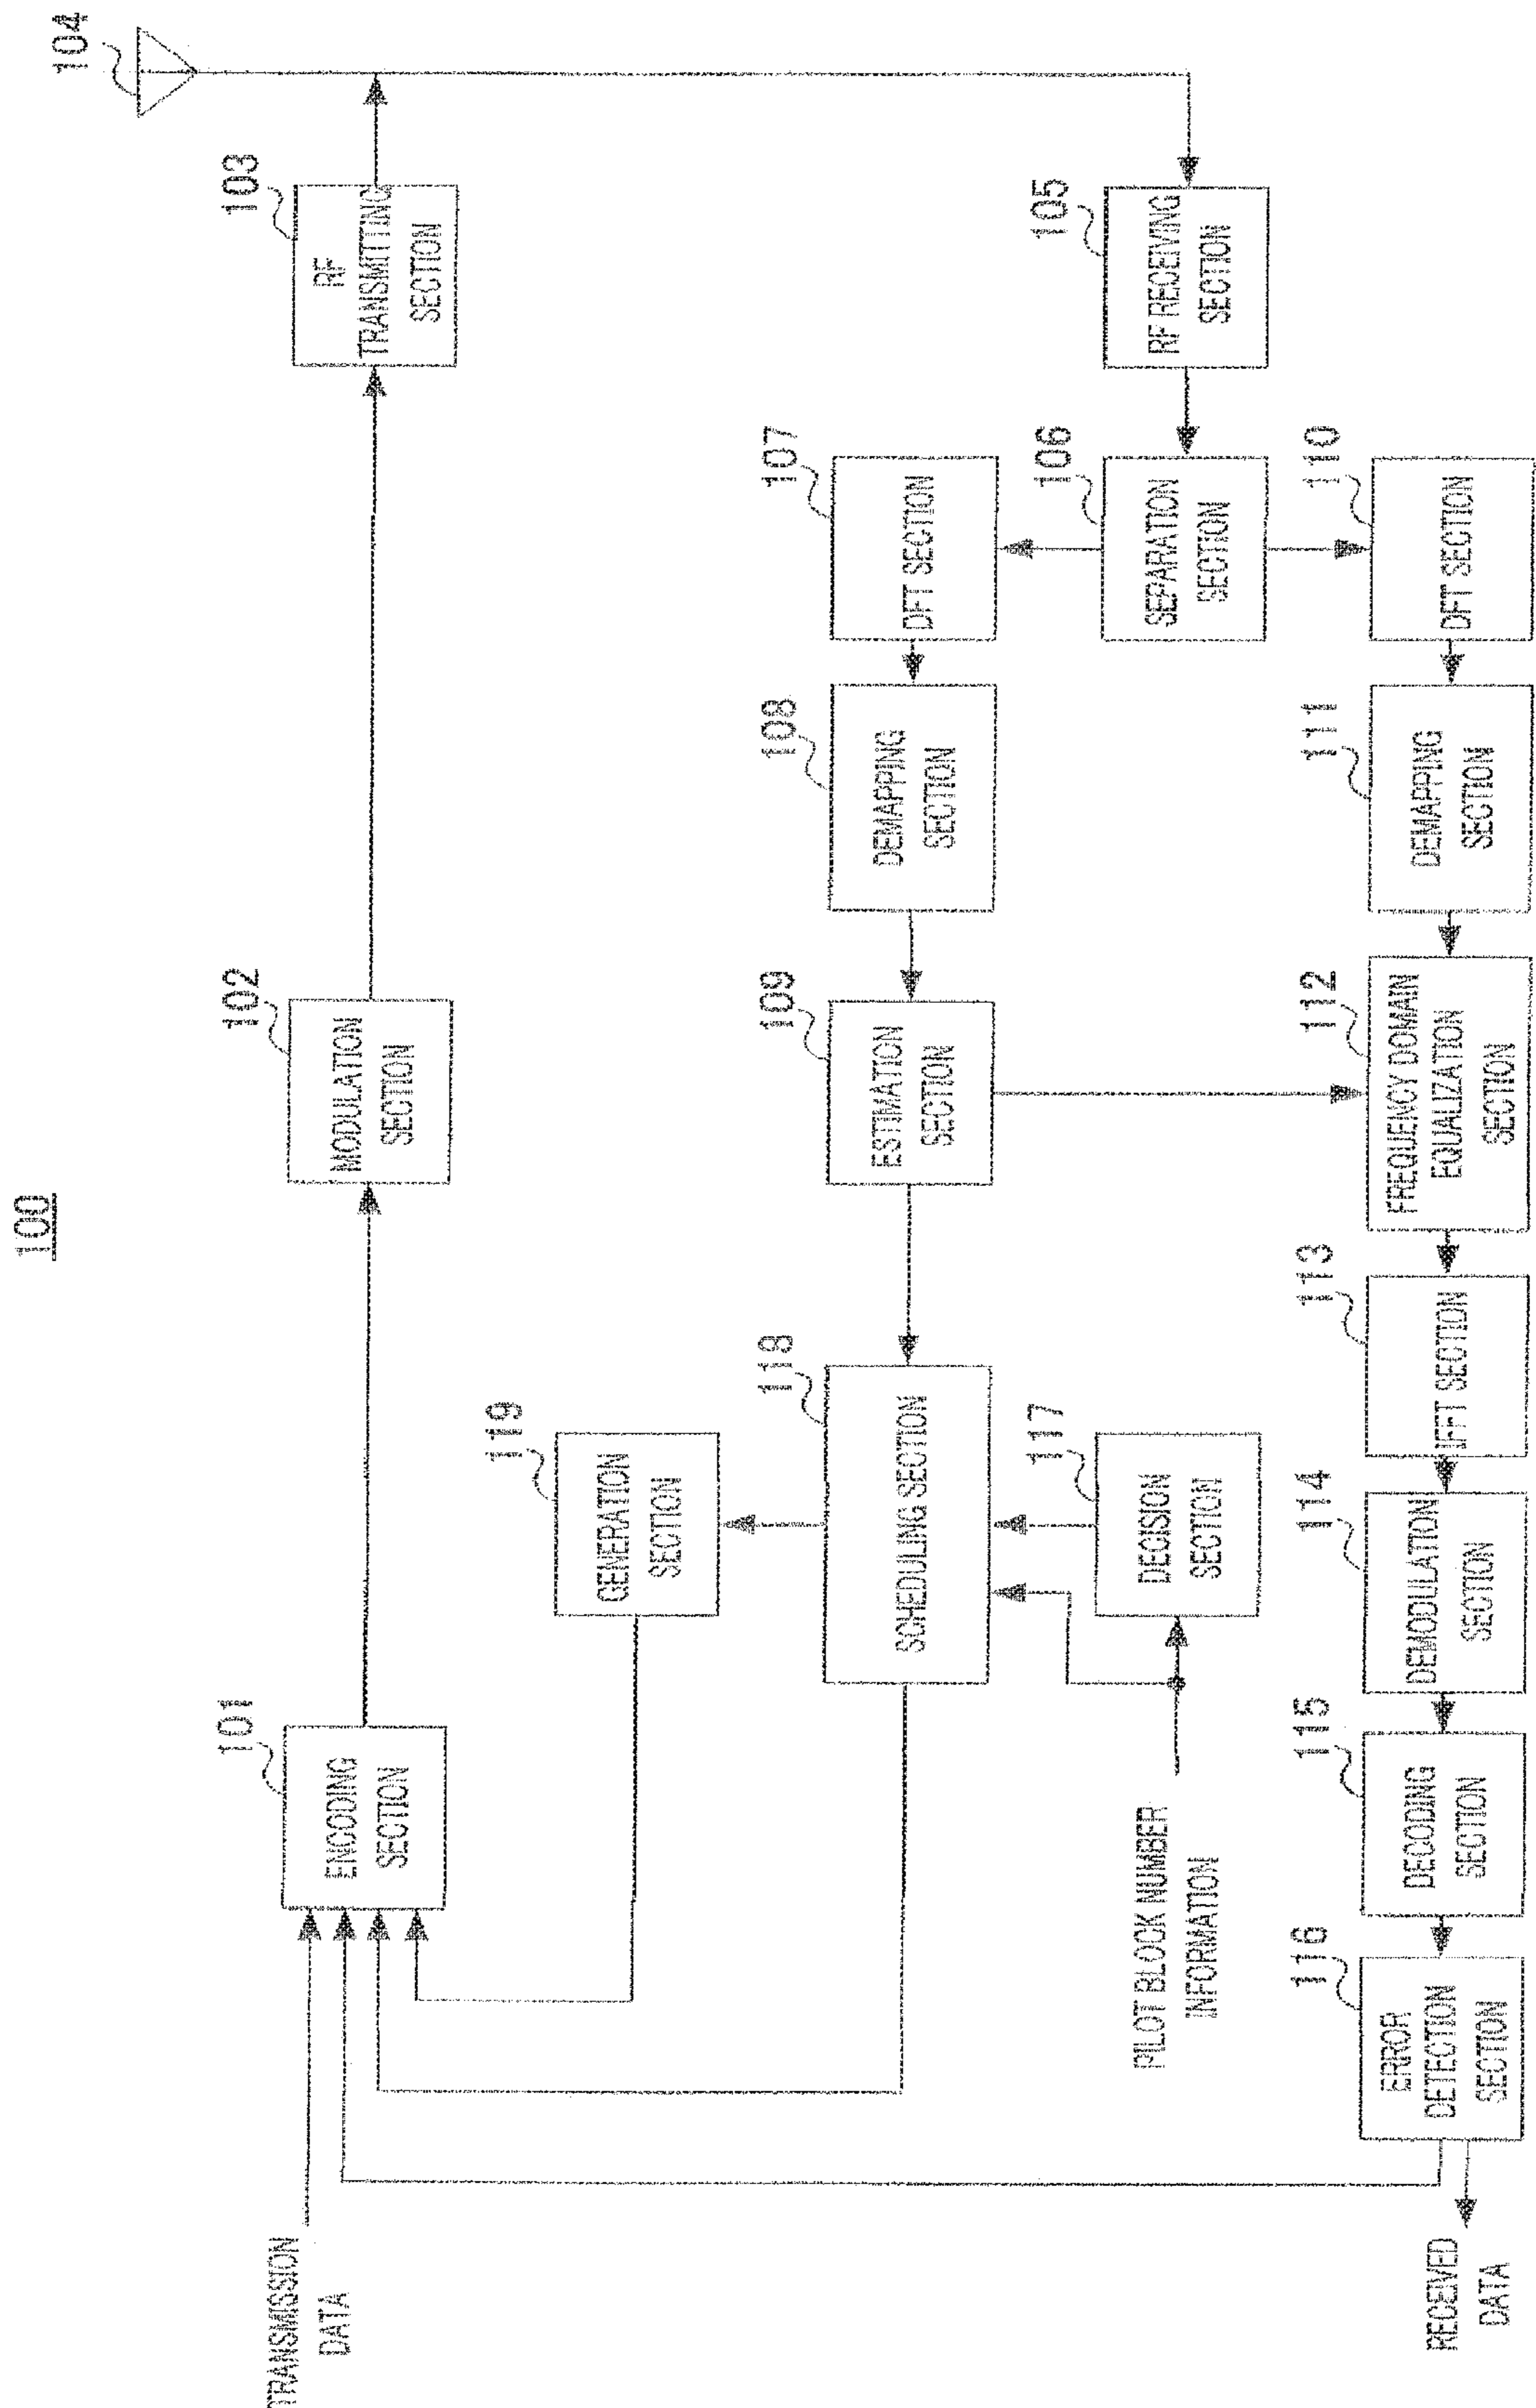 100
TRANSMISSION
DATA
101
ENCODING
SECTION
102
MODULATION
SECTION
103
RF
TRANSMITTING
SECTION
104
119
GENERATION
SECTION
118
SCHEDULING SECTION
109
ESTIMATION
SECTION
108
DEMAPPING
SECTION
107
DFT SECTION
105
RF RECEIVING
SECTION
PILOT BLOCK NUMBER
INFORMATION
117
DECISION
SECTION
106
SEPARATION
SECTION
RECEIVED
DATA
116
ERROR
DETECTION
SECTION
115
DECODING
SECTION
114
DEMODULATION
SECTION
113
IFFT SECTION
112
FREQUENCY DOMAIN
EQUALIZATION
SECTION
111
DEMAPPING
SECTION
110
DFT SECTION